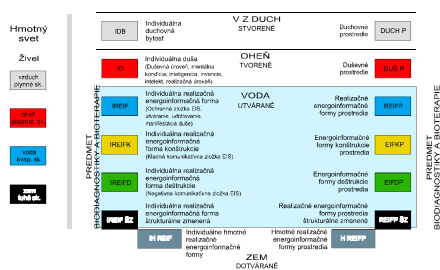 Hmotný
svet
Živel
vzduch
plynné sk.
oheň
plazmat. sk.
voda
kvap. sk.
zem
tuhé sk.
PREDMET
BIODIAGNOSTIKY A BIOTERAPIE
V Z DUCH
STVORENÉ
IDB
Individuálna
duchovná
bytosť
Duchovné
prostredie
DUCH P
OHEŇ
TVORENÉ
ID
Individuálna duša
(Duševná úroveň, mentálna
kondícia, inteligencia, invencia,
intelekt, realizačná úroveň)
Duševné
prostredie
DUŠ P
VODA
UTVÁRANÉ
IREIF
Individuálna realizačná
energoinformačná forma
(Ochranná zložka EIS,
utváranie, udržiavanie,
manifestácia duše)
Realizačné
energoinformačné
formy prostredia
REIFP
IREIFK
Individuálna realizačná
energoinformačná
forma konštrukcie
(Kladná komunikatívna zložka EIS)
Energoinformačné
formy konštrukcie
prostredia
EIFKP
IREIFD
Individuálna realizačná
energoinformačná
forma deštrukcie
(Negatívna komunikatívna zložka EIS)
Energoinformačné
formy deštrukcie
prostredia
EIFDP
IREIF ŠZ
Individuálna realizačná
energoinformačná forma
štrukturálne zmenená
Realizačné energoinformačné
formy prostredia
štrukturálne zmenené
REIFP ŠZ
IH REIF
Individuálne hmotné
realizačné
energoinformačné
formy
Hmotné realizačné
energoinformačné
formy prostredia
H REIFP
ZEM
DOTVÁRANÉ
PREDMET
BIODIAGNOSTIKY A BIOTERAPIE